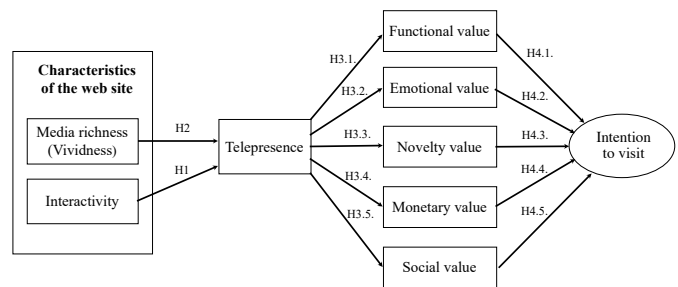 Characteristics
of the web site
Media richness
(Vividness)
Interactivity
H2
H1
Telepresence
H3.1.
H3.2.
H3.3.
H3.4.
H3.5.
Functional value
Emotional value
Novelty value
Monetary value
Social value
H4.1.
H4.2.
H4.3.
H4.4.
H4.5.
Intention
to visit